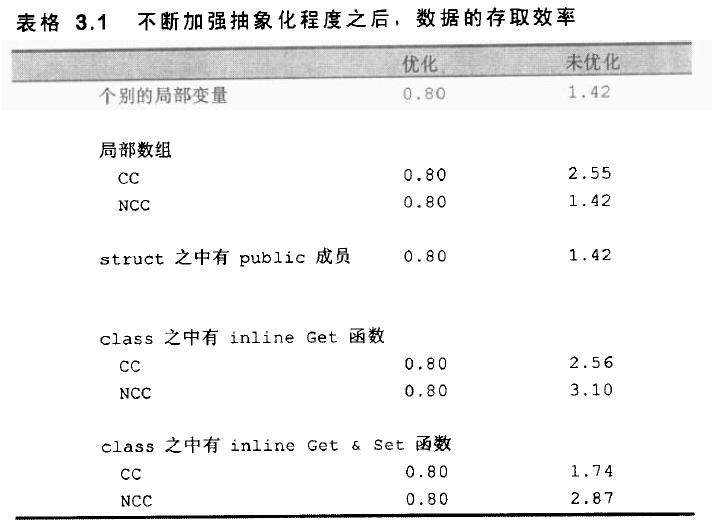 表格 3.1 不断加强抽象化程度之后，数据的存取效率
优化 未优化
个别的局部变量 0.80 1.42
局部数组
CC 0.80 2.55
NCC 0.80 1.42
struct 之中有 public 成员 0.80 1.42
class 之中有 inline Get 函数
CC 0.80 2.56
NCC 0.80 3.10
class 之中有 inline Get & Set 函数
CC 0.80 1.74
NCC 0.80 2.87